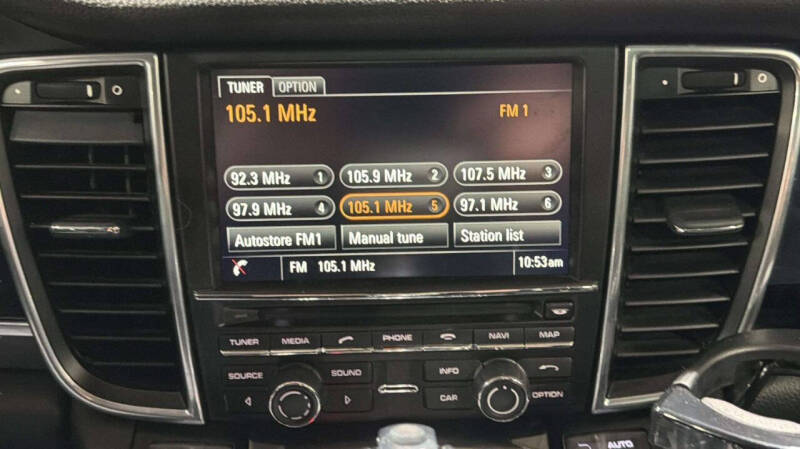 TUNER OPTION
105.1 MHz FM 1
92.3 MHz 1 105.9 MHz 2 107.5 MHz 3
97.9 MHz 4 105.1 MHz 5 97.1 MHz 6
Autostore FM1 Manual tune Station list
FM 105.1 MHz 10:53am
TUNER MEDIA PHONE NAVI MAP
SOURCE SOUND INFO
CAR OPTION
AUTO